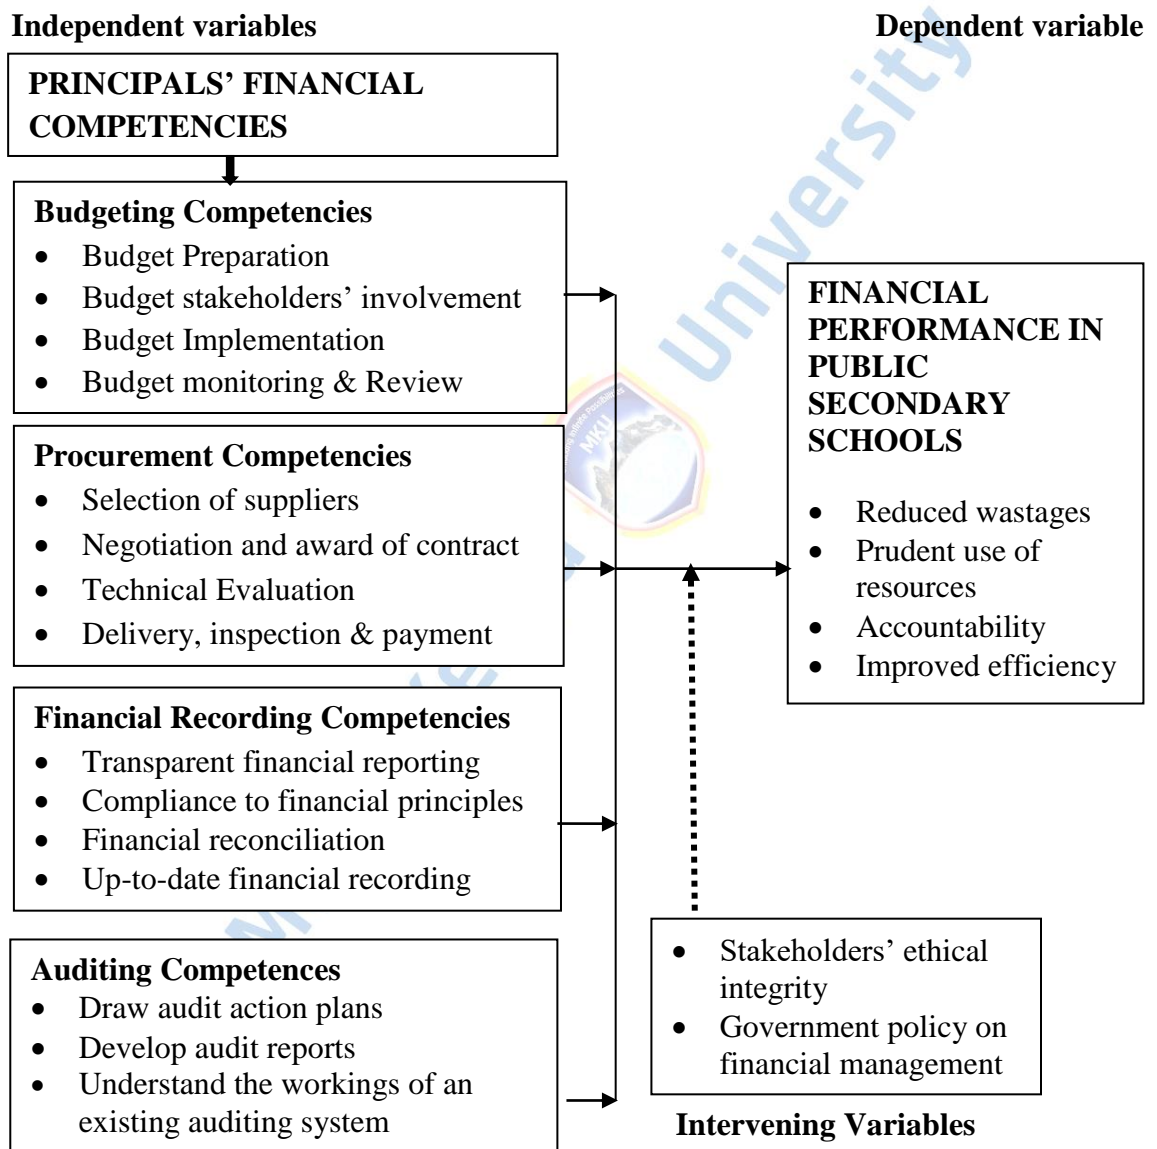 Independent variables
Dependent variable
PRINCIPALS’ FINANCIAL
COMPETENCIES
Budgeting Competencies
• Budget Preparation
• Budget stakeholders’ involvement
• Budget Implementation
• Budget monitoring & Review
Procurement Competencies
• Selection of suppliers
• Negotiation and award of contract
• Technical Evaluation
• Delivery, inspection & payment
Financial Recording Competencies
• Transparent financial reporting
• Compliance to financial principles
• Financial reconciliation
• Up-to-date financial recording
Auditing Competences
• Draw audit action plans
• Develop audit reports
• Understand the workings of an
existing auditing system
FINANCIAL
PERFORMANCE IN
PUBLIC
SECONDARY
SCHOOLS
• Reduced wastages
• Prudent use of
resources
• Accountability
• Improved efficiency
• Stakeholders’ ethical
integrity
• Government policy on
financial management
Intervening Variables
University
MKU